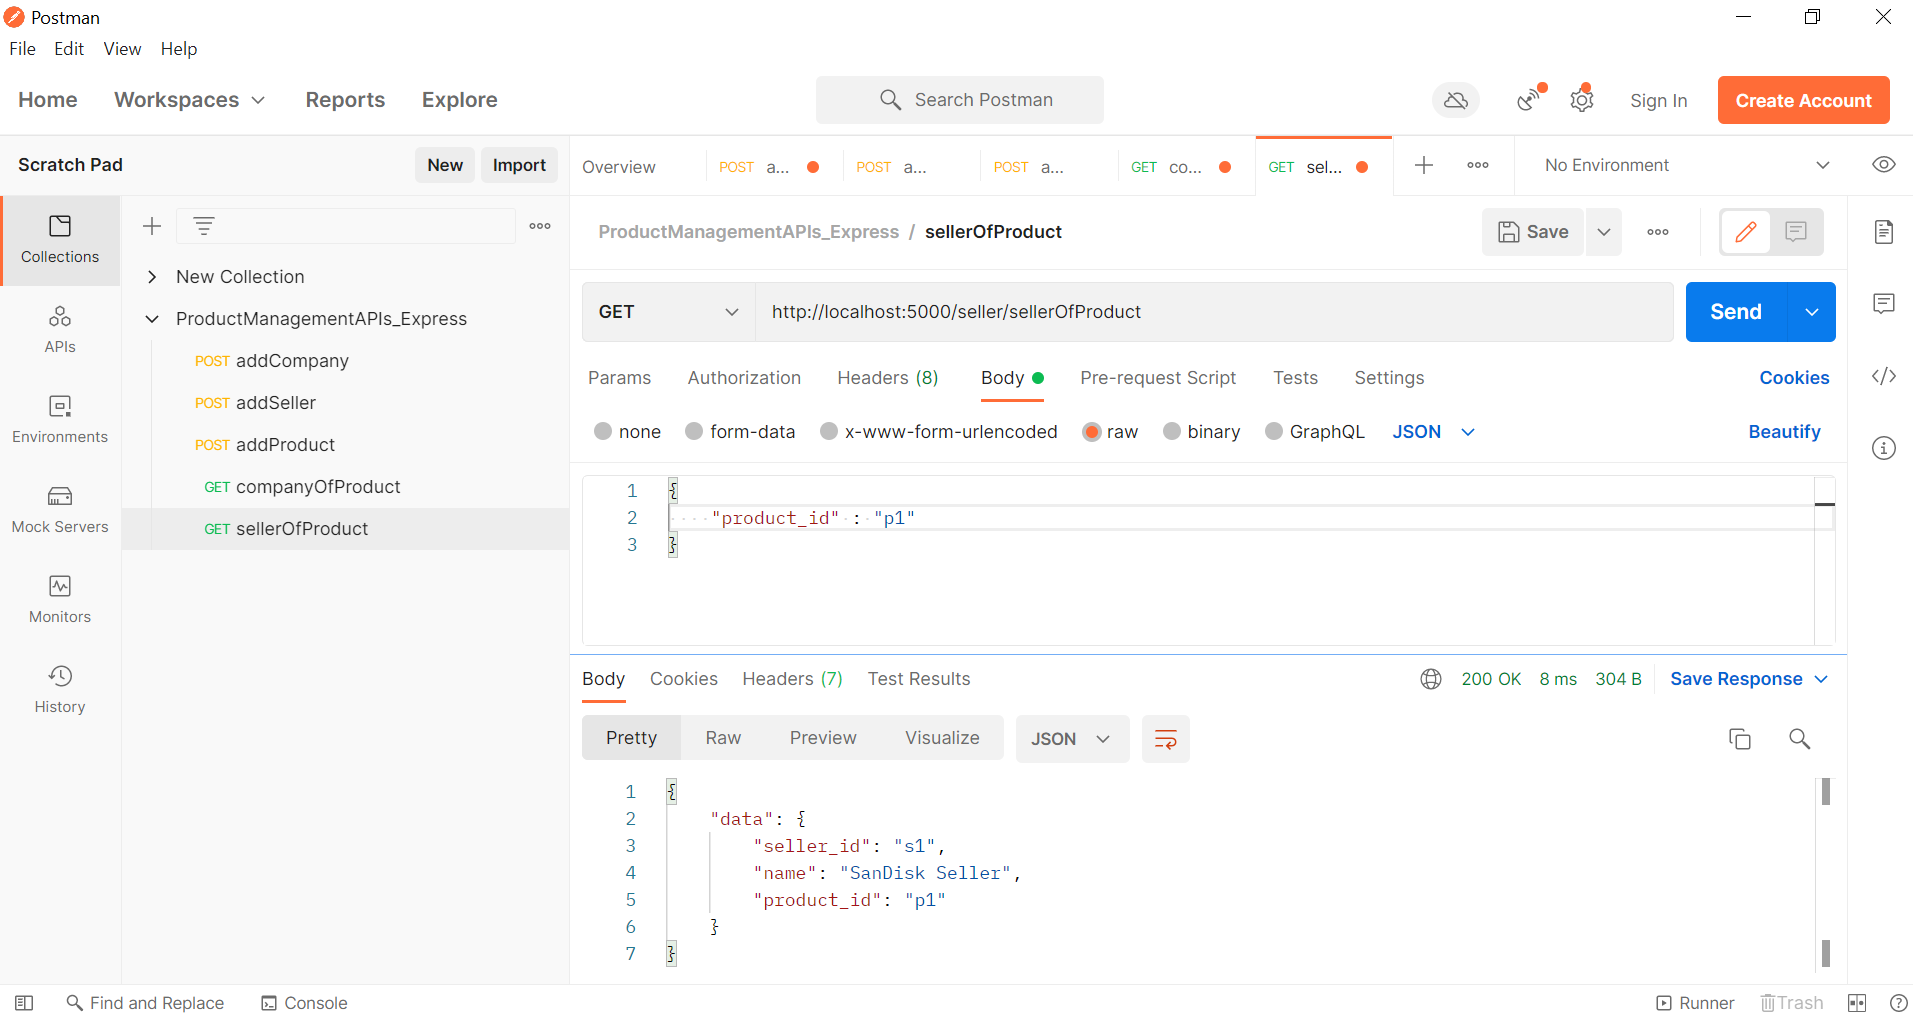 Postman
File Edit View Help
Home Workspaces Reports Explore Search Postman Sign In Create Account
Scratch Pad New Import
Overview POST a... POST a... POST a... GET co... GET sel... No Environment
Collections
APIs
Environments
Mock Servers
Monitors
History
New Collection
ProductManagementAPIs_Express
POST addCompany
POST addSeller
POST addProduct
GET companyOfProduct
GET sellerOfProduct
ProductManagementAPIs_Express / sellerOfProduct Save
GET http://localhost:5000/seller/sellerOfProduct Send
Params Authorization Headers (8) Body Pre-request Script Tests Settings Cookies
none form-data x-www-form-urlencoded raw binary GraphQL JSON Beautify
1 {
2 "product_id" : "p1"
3 }
Body Cookies Headers (7) Test Results 200 OK 8 ms 304 B Save Response
Pretty Raw Preview Visualize JSON
1 {
2 "data": {
3 "seller_id": "s1",
4 "name": "SanDisk Seller",
5 "product_id": "p1"
6 }
7 }
Find and Replace Console Runner Trash